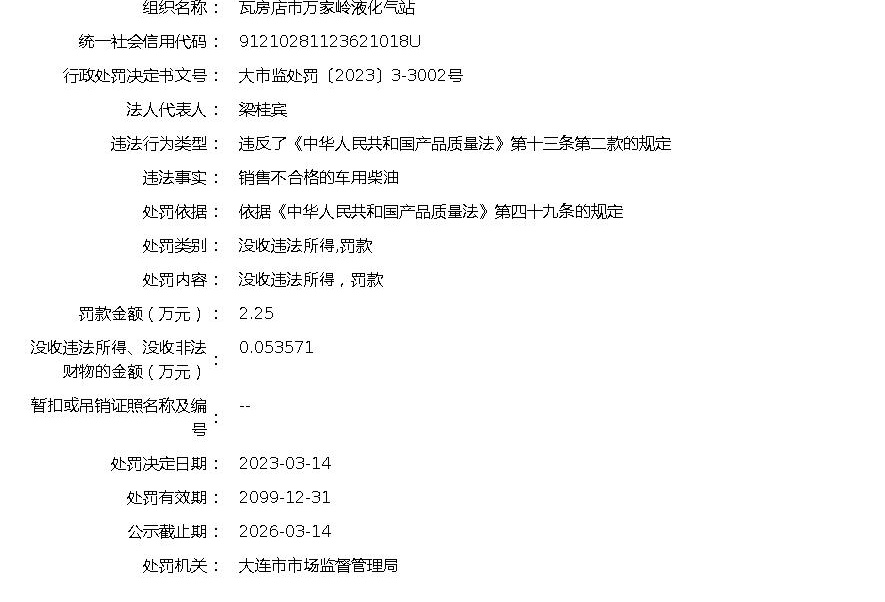 组织名称： 瓦房店市万家岭液化气站
统一社会信用代码： 91210281123621018U
行政处罚决定书文号： 大市监处罚〔2023〕3-3002号
法人代表人： 梁桂宾
违法行为类型： 违反了《中华人民共和国产品质量法》第十三条第二款的规定
违法事实： 销售不合格的车用柴油
处罚依据： 依据《中华人民共和国产品质量法》第四十九条的规定
处罚类别： 没收违法所得,罚款
处罚内容： 没收违法所得，罚款
罚款金额（万元）： 2.25
没收违法所得、没收非法
财物的金额（万元）： 0.053571
暂扣或吊销证照名称及编
号： --
处罚决定日期： 2023-03-14
处罚有效期： 2099-12-31
公示截止期： 2026-03-14
处罚机关： 大连市市场监督管理局